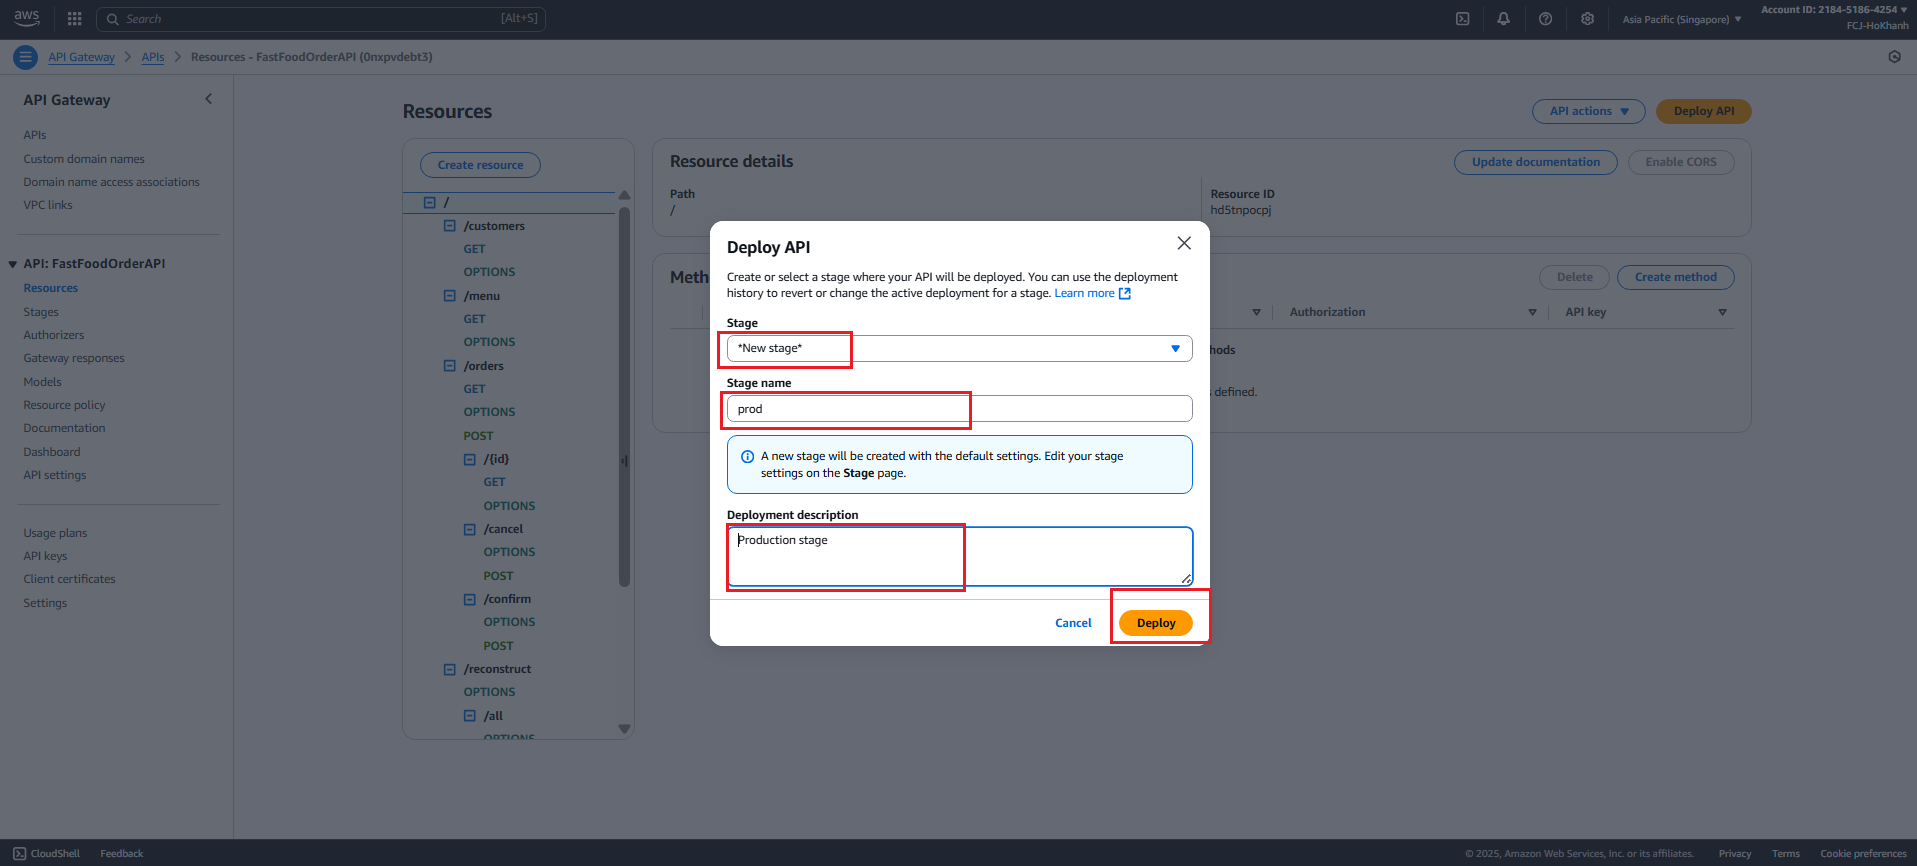 aws
Search
[Alt+S]
Asia Pacific (Singapore)
Account ID: 2184-5186-4254
FCJ-HoKhanh
API Gateway
APIs
Resources - FastFoodOrderAPI (0nxpvdebt3)
API Gateway
APIs
Custom domain names
Domain name access associations
VPC links
API: FastFoodOrderAPI
Resources
Stages
Authorizers
Gateway responses
Models
Resource policy
Documentation
Dashboard
API settings
Usage plans
API keys
Client certificates
Settings
Resources
API actions
Deploy API
Create resource
/
/customers
GET
OPTIONS
/menu
GET
OPTIONS
/orders
GET
OPTIONS
POST
/{id}
GET
OPTIONS
/cancel
OPTIONS
POST
/confirm
OPTIONS
POST
/reconstruct
OPTIONS
/all
OPTIONS
Resource details
Update documentation
Enable CORS
Path
/
Resource ID
hd5tnpocpj
Meth
Delete
Create method
Authorization
API key
hods
s defined.
Deploy API
Create or select a stage where your API will be deployed. You can use the deployment
history to revert or change the active deployment for a stage. Learn more
Stage
*New stage*
Stage name
prod
A new stage will be created with the default settings. Edit your stage
settings on the Stage page.
Deployment description
Production stage
Cancel
Deploy
CloudShell
Feedback
© 2025, Amazon Web Services, Inc. or its affiliates.
Privacy
Terms
Cookie preferences